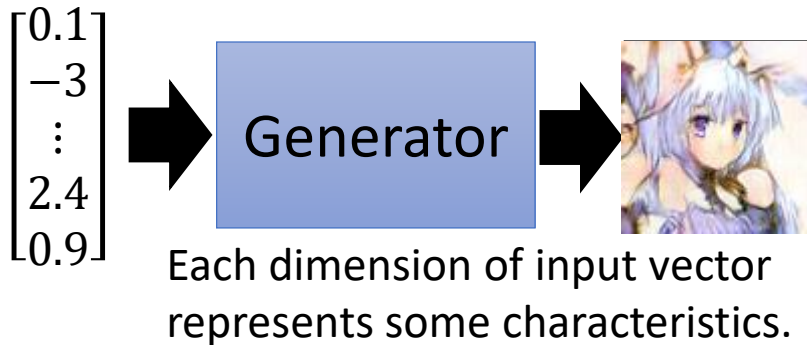 0.1
−3
⋮
2.4
0.9
Generator
Each dimension of input vector
represents some characteristics.